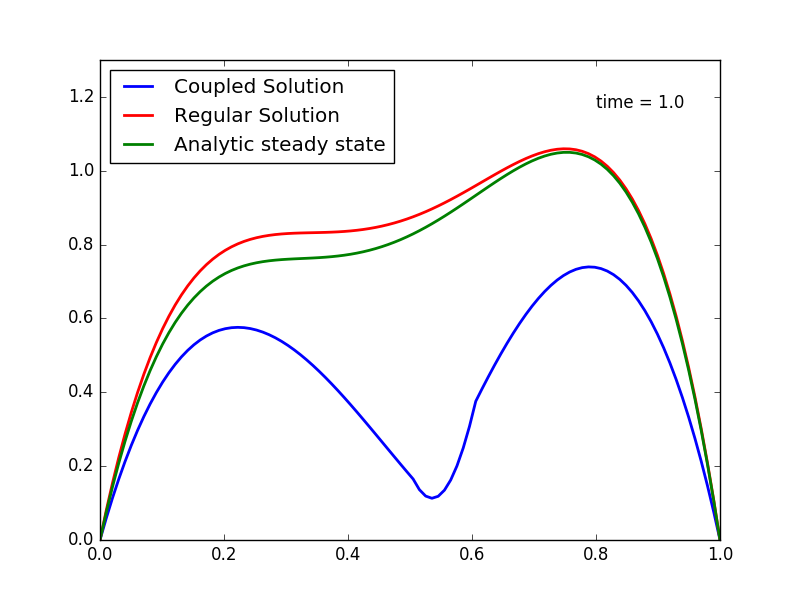 Coupled Solution
Regular Solution
Analytic steady state
time = 1.0
1.2
1.0
0.8
0.6
0.4
0.2
0.0
0.0 0.2 0.4 0.6 0.8 1.0